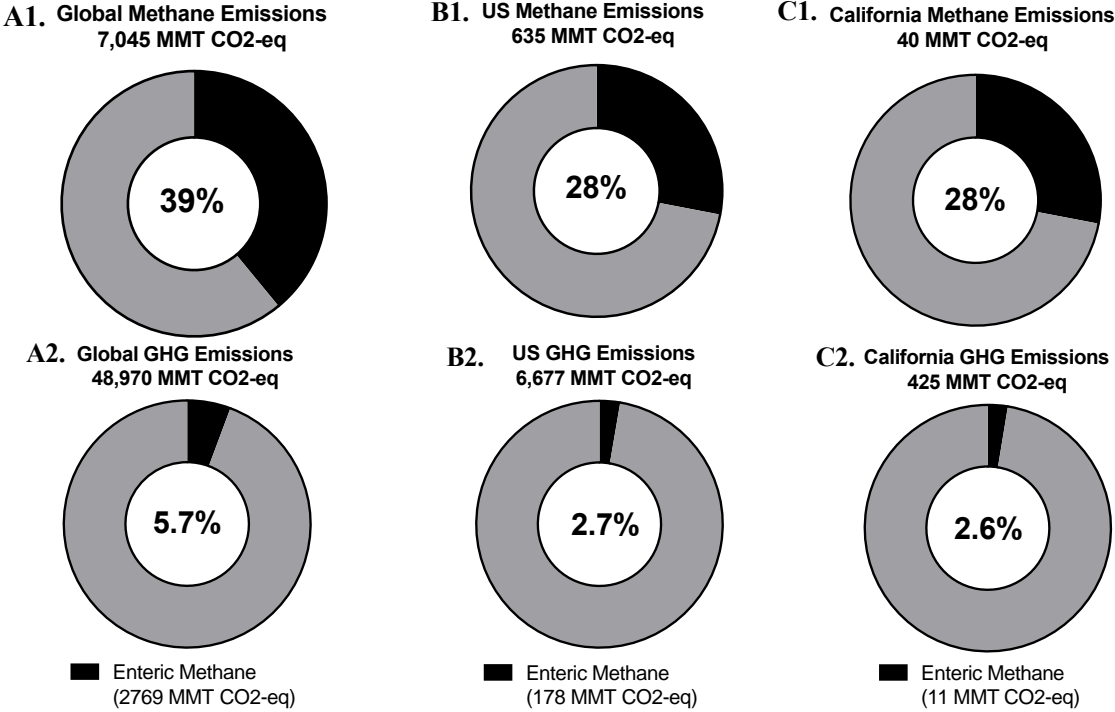 A1. Global Methane Emissions
7,045 MMT CO2-eq
39%
B1. US Methane Emissions
635 MMT CO2-eq
28%
C1. California Methane Emissions
40 MMT CO2-eq
28%
A2. Global GHG Emissions
48,970 MMT CO2-eq
5.7%
Enteric Methane
(2769 MMT CO2-eq)
B2. US GHG Emissions
6,677 MMT CO2-eq
2.7%
Enteric Methane
(178 MMT CO2-eq)
C2. California GHG Emissions
425 MMT CO2-eq
2.6%
Enteric Methane
(11 MMT CO2-eq)